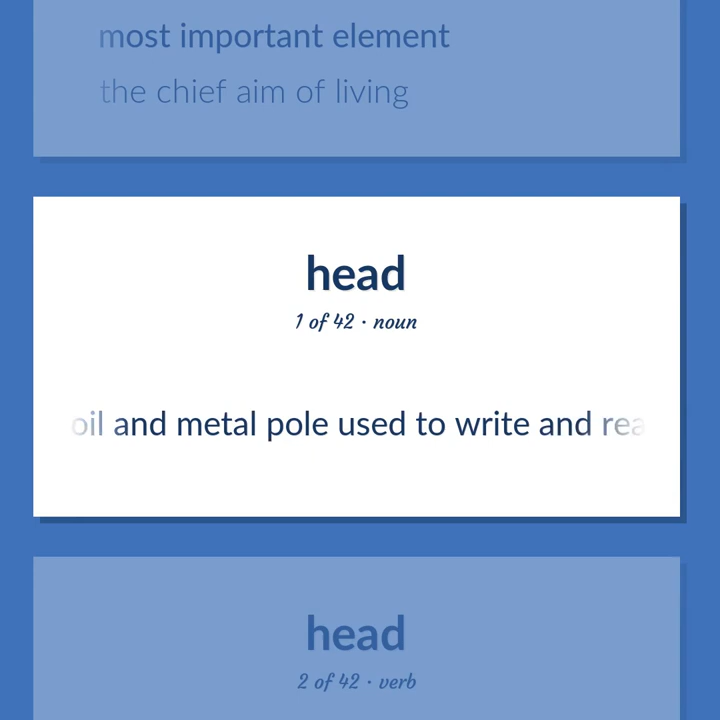 most important element
the chief aim of living
head
1 of 42 · noun
oil and metal pole used to write and rea
head
2 of 42 · verb